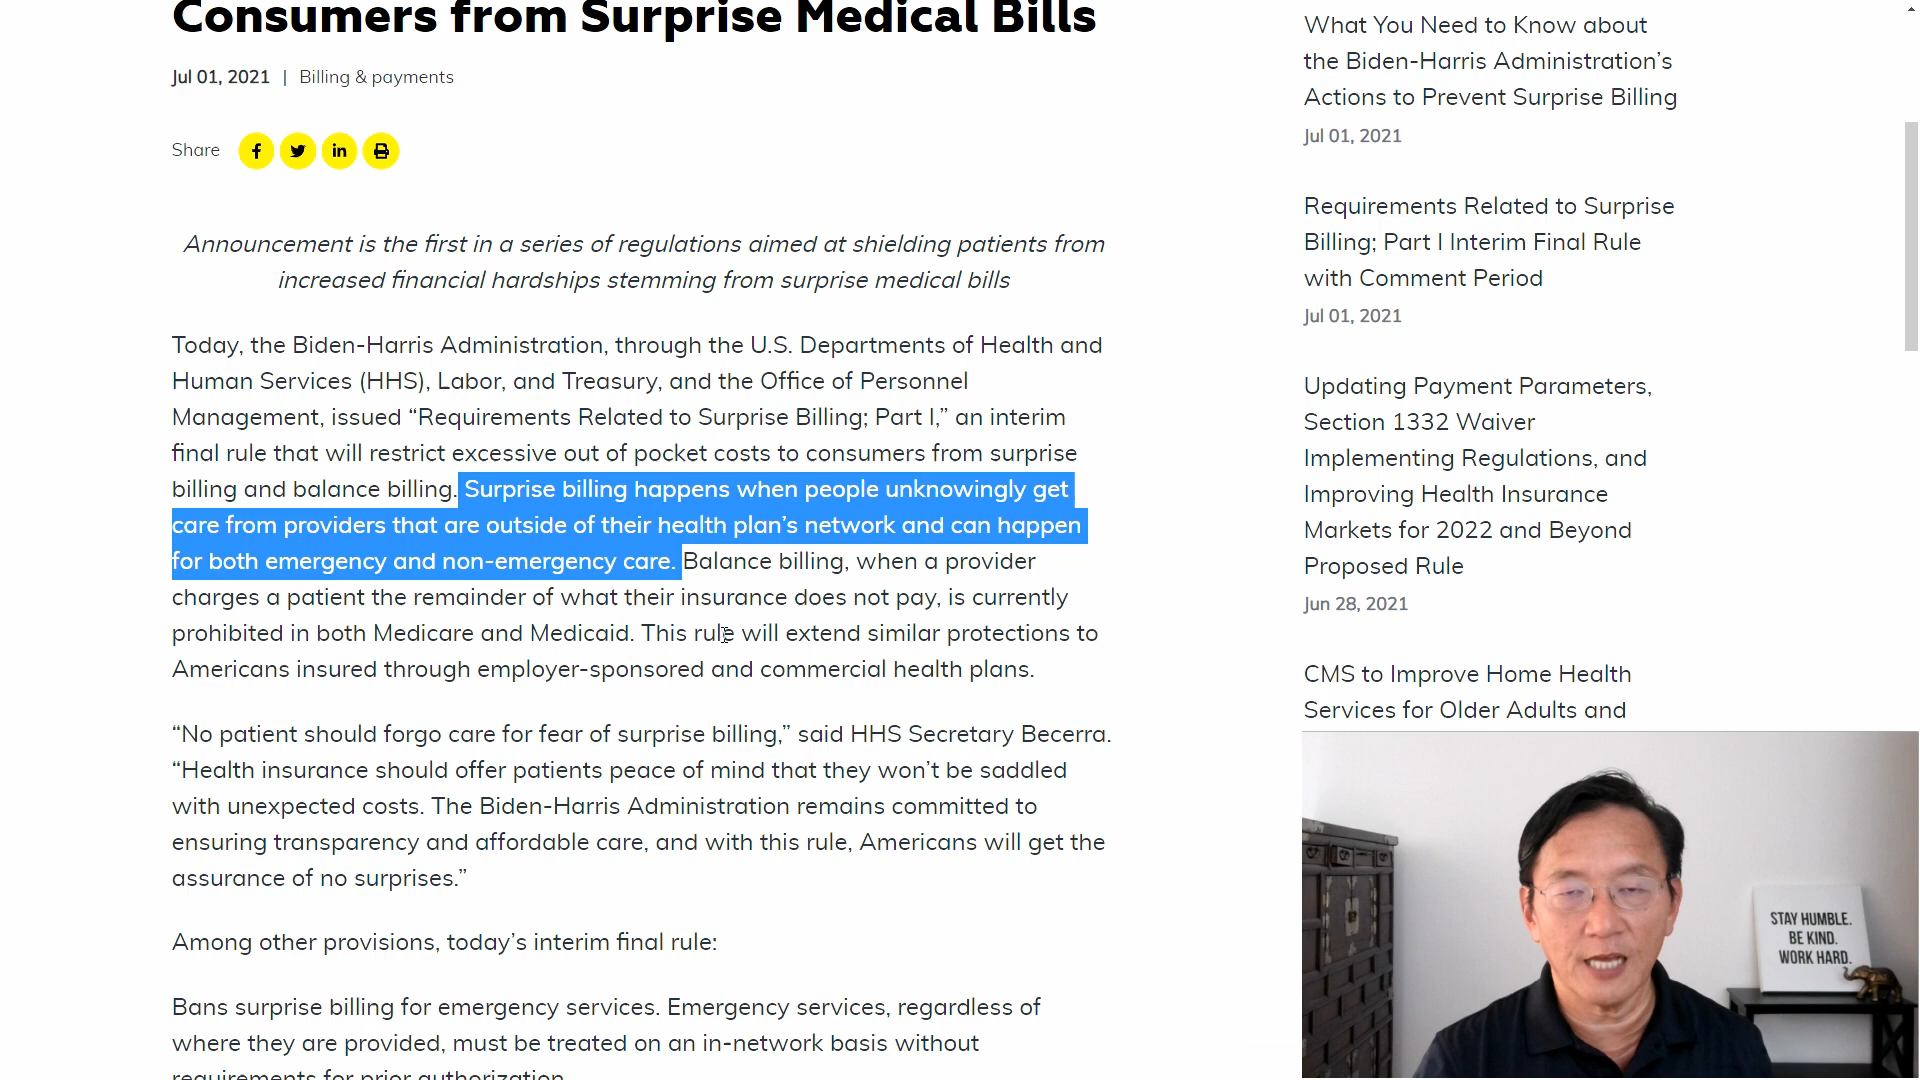 Consumers from Surprise Medical Bills
Jul 01, 2021 | Billing & payments
Share
Announcement is the first in a series of regulations aimed at shielding patients from
increased financial hardships stemming from surprise medical bills
Today, the Biden-Harris Administration, through the U.S. Departments of Health and
Human Services (HHS), Labor, and Treasury, and the Office of Personnel
Management, issued “Requirements Related to Surprise Billing; Part I,” an interim
final rule that will restrict excessive out of pocket costs to consumers from surprise
billing and balance billing. Surprise billing happens when people unknowingly get
care from providers that are outside of their health plan’s network and can happen
for both emergency and non-emergency care. Balance billing, when a provider
charges a patient the remainder of what their insurance does not pay, is currently
prohibited in both Medicare and Medicaid. This rule will extend similar protections to
Americans insured through employer-sponsored and commercial health plans.
“No patient should forgo care for fear of surprise billing,” said HHS Secretary Becerra.
“Health insurance should offer patients peace of mind that they won’t be saddled
with unexpected costs. The Biden-Harris Administration remains committed to
ensuring transparency and affordable care, and with this rule, Americans will get the
assurance of no surprises.”
Among other provisions, today’s interim final rule:
Bans surprise billing for emergency services. Emergency services, regardless of
where they are provided, must be treated on an in-network basis without
requirements for prior authorization.
What You Need to Know about
the Biden-Harris Administration’s
Actions to Prevent Surprise Billing
Jul 01, 2021
Requirements Related to Surprise
Billing; Part I Interim Final Rule
with Comment Period
Jul 01, 2021
Updating Payment Parameters,
Section 1332 Waiver
Implementing Regulations, and
Improving Health Insurance
Markets for 2022 and Beyond
Proposed Rule
Jun 28, 2021
CMS to Improve Home Health
Services for Older Adults and
STAY HUMBLE.
BE KIND.
WORK HARD.